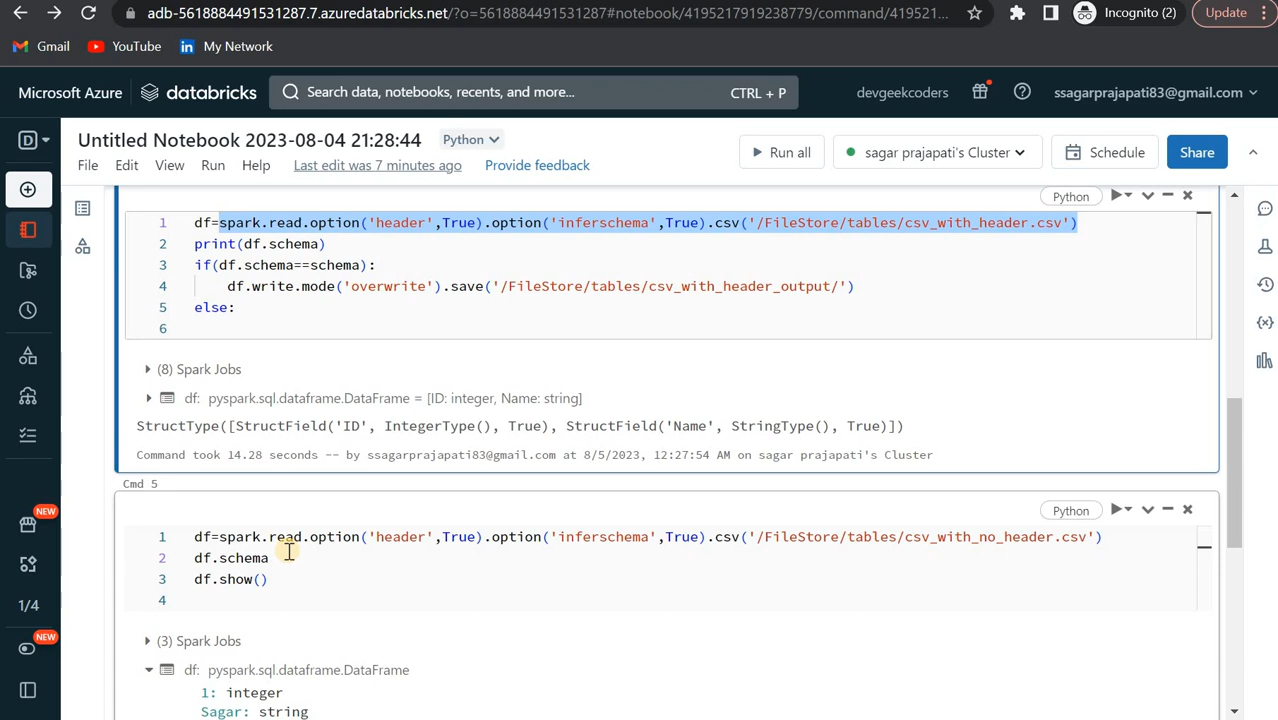 adb-5618884491531287.7.azuredatabricks.net/?o=5618884491531287#notebook/4195217919238779/command/419521...
Incognito (2)
Update
Gmail
YouTube
My Network
Microsoft Azure
databricks
Search data, notebooks, recents, and more...
CTRL + P
devgeekcoders
ssagarprajapati83@gmail.com
D
Untitled Notebook 2023-08-04 21:28:44
Python
File
Edit
View
Run
Help
Last edit was 7 minutes ago
Provide feedback
Run all
sagar prajapati's Cluster
Schedule
Share
Python
1 df=spark.read.option('header',True).option('inferschema',True).csv('/FileStore/tables/csv_with_header.csv')
2 print(df.schema)
3 if(df.schema==schema):
4 df.write.mode('overwrite').save('/FileStore/tables/csv_with_header_output/')
5 else:
6
(8) Spark Jobs
df: pyspark.sql.dataframe.DataFrame = [ID: integer, Name: string]
StructType([StructField('ID', IntegerType(), True), StructField('Name', StringType(), True)])
Command took 14.28 seconds -- by ssagarprajapati83@gmail.com at 8/5/2023, 12:27:54 AM on sagar prajapati's Cluster
Cmd 5
Python
1 df=spark.read.option('header',True).option('inferschema',True).csv('/FileStore/tables/csv_with_no_header.csv')
2 df.schema
3 df.show()
4
(3) Spark Jobs
df: pyspark.sql.dataframe.DataFrame
1: integer
Sagar: string
NEW
1/4
NEW